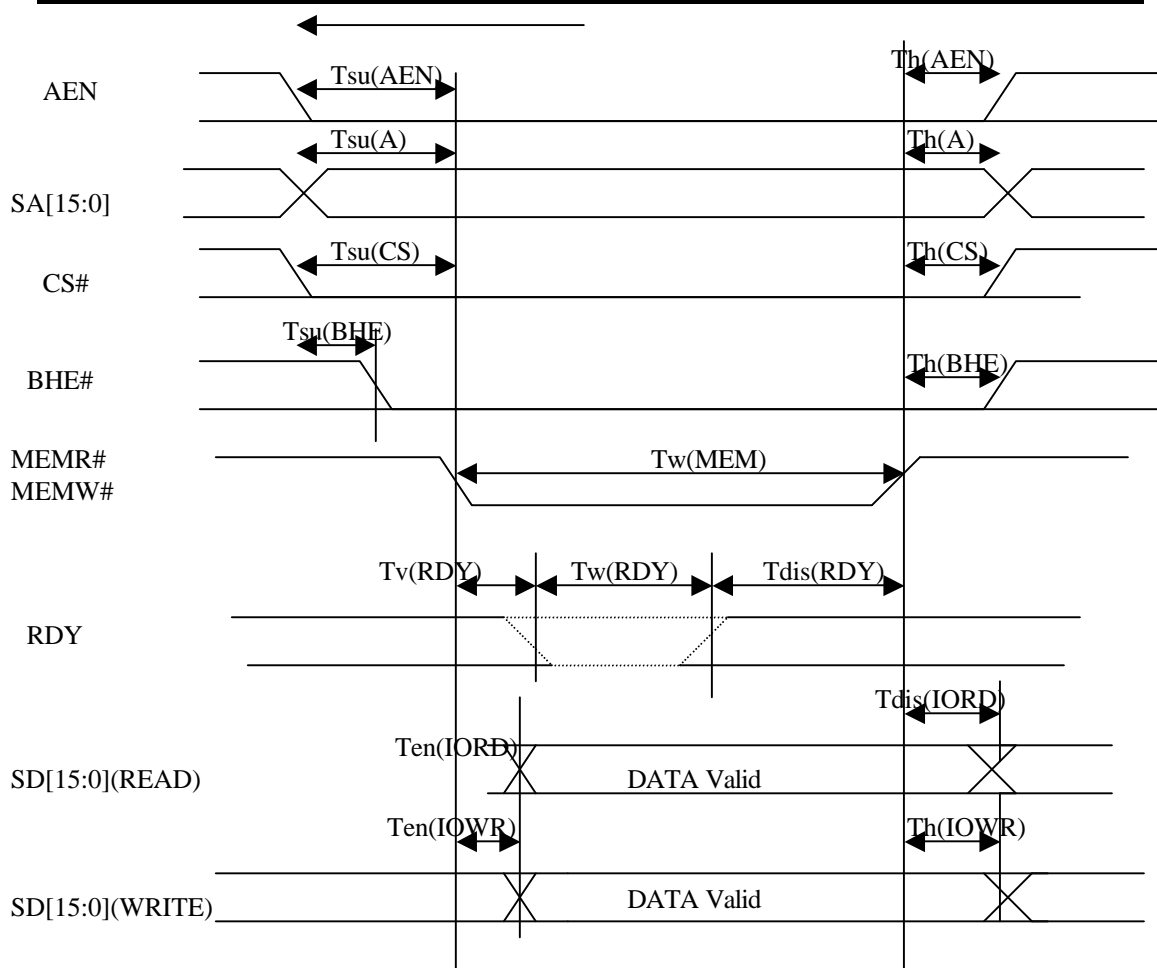 Th(AEN)
Tsu(AEN)
AEN
Tsu(A)
Th(A)
SA[15:0]
Tsu(CS)
Th(CS)
CS#
Tsu(BHE)
Th(BHE)
BHE#
MEMR#
Tw(MEM)
MEMW#
Tv(RDY)
Tw(RDY)
Tdis(RDY)
RDY
Tdis(IORD)
Ten(IORD)
SD[15:0](READ)
DATA Valid
Ten(IOWR)
Th(IOWR)
SD[15:0](WRITE)
DATA Valid